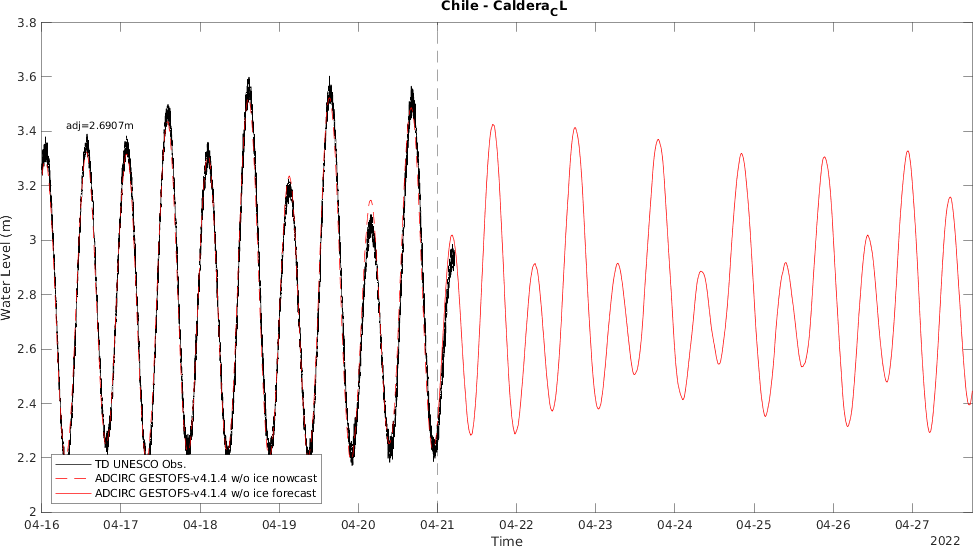 Chile - Caldera_CL
3.8
3.6
3.4
3.2
3
2.8
2.6
2.4
2.2
2
Water Level (m)
adj=2.6907m
TD UNESCO Obs.
ADCIRC GESTOFS-v4.1.4 w/o ice nowcast
ADCIRC GESTOFS-v4.1.4 w/o ice forecast
04-16 04-17 04-18 04-19 04-20 04-21 04-22 04-23 04-24 04-25 04-26 04-27
Time
2022